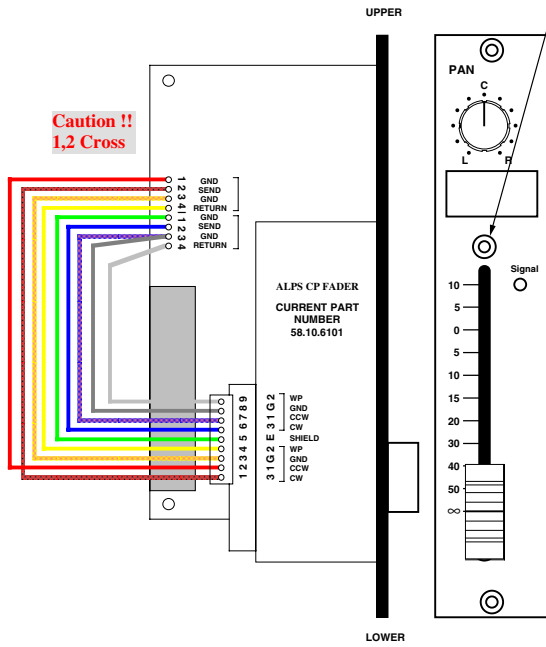 UPPER
PAN
C
L
R
Caution !!
1,2 Cross
1
GND
2
SEND
3
GND
4
RETURN
1
GND
2
SEND
3
GND
4
RETURN
ALPS CP FADER
CURRENT PART
NUMBER
58.10.6101
Signal
10
5
0
5
10
15
20
30
40
50
∞
9
2
WP
8
G
GND
7
1
CCW
6
3
CW
5
E
SHIELD
4
2
WP
3
G
GND
2
1
CCW
1
3
CW
LOWER